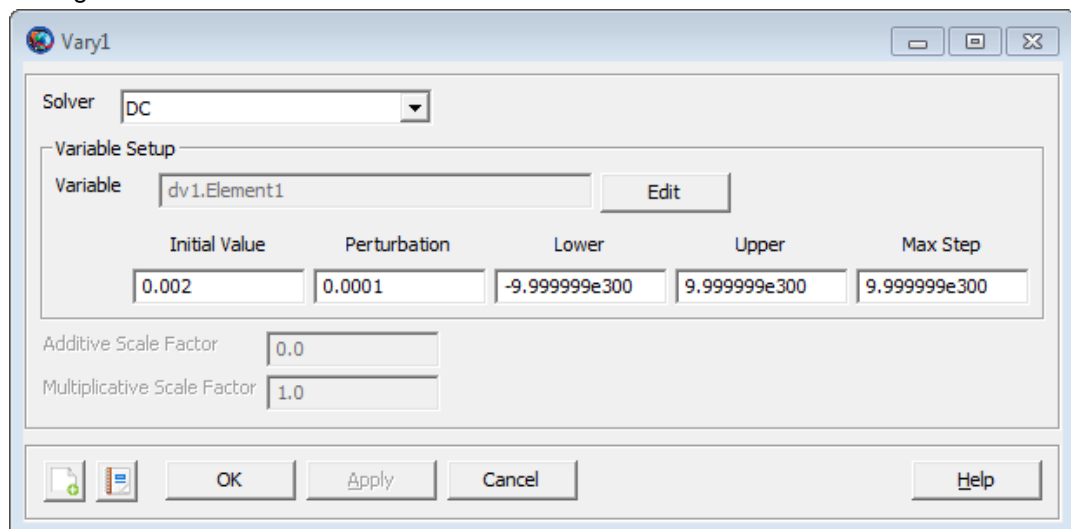 Vary1
Solver DC
Variable Setup
Variable dv1.Element1 Edit
Initial Value Perturbation Lower Upper Max Step
0.002 0.0001 -9.999999e300 9.999999e300 9.999999e300
Additive Scale Factor 0.0
Multiplicative Scale Factor 1.0
OK Apply Cancel Help